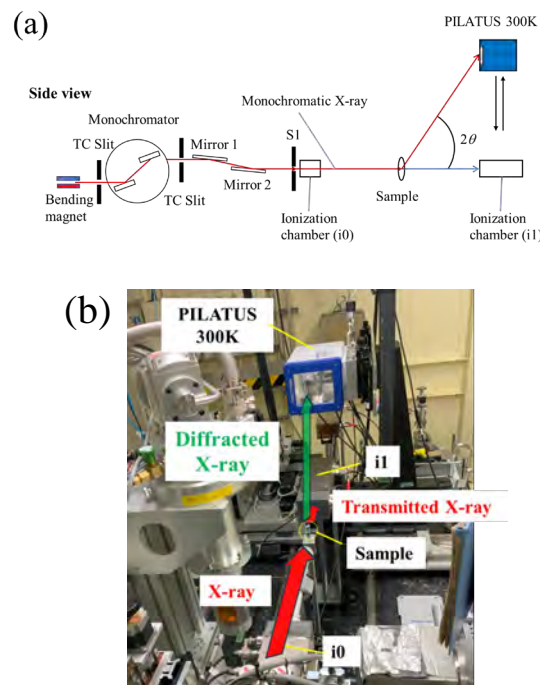 (a)
PILATUS 300K
Side view
Monochromator
Monochromatic X-ray
TC Slit
Mirror 1
S1
2θ
Bending
magnet
TC Slit
Mirror 2
Ionization
chamber (i0)
Sample
Ionization
chamber (i1)
(b)
PILATUS
300K
Diffracted
X-ray
i1
Transmitted X-ray
Sample
X-ray
i0